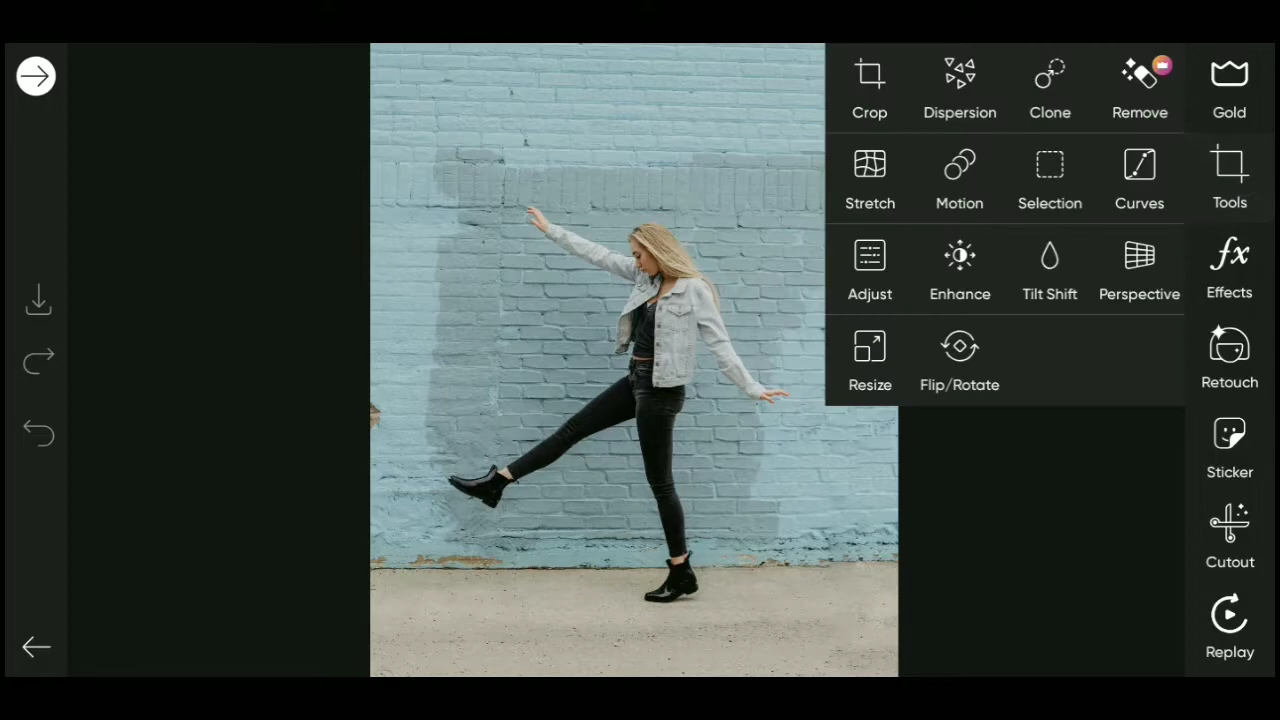 Crop Dispersion Clone Remove Gold
Stretch Motion Selection Curves Tools
Adjust Enhance Tilt Shift Perspective Effects
Resize Flip/Rotate Retouch
Sticker
Cutout
Replay